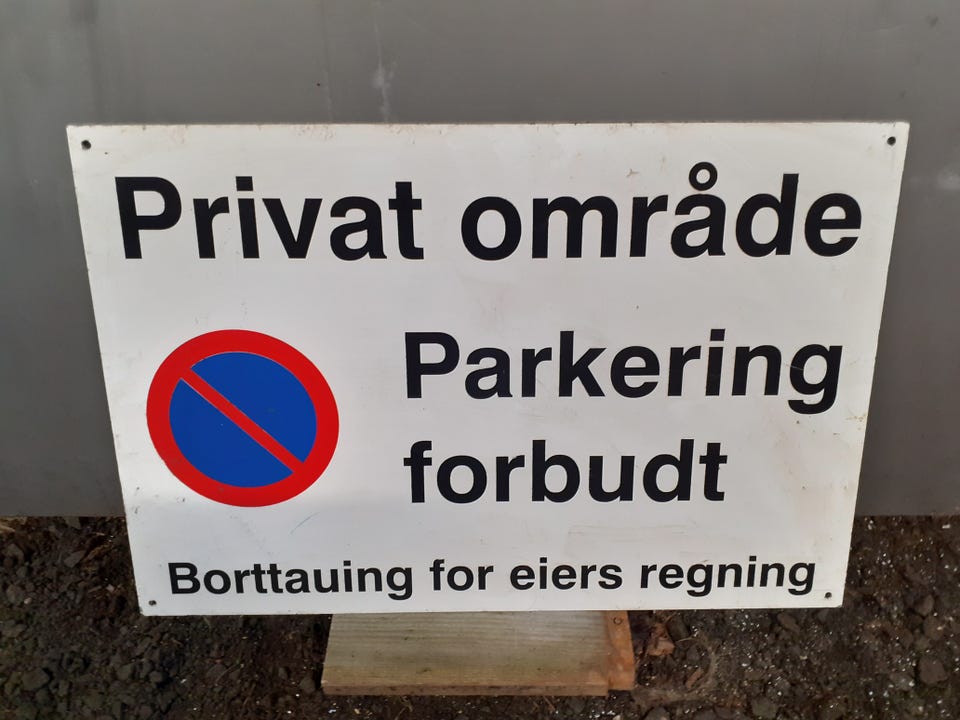 Privat område
Parkering
forbudt
Borttauing for eiers regning